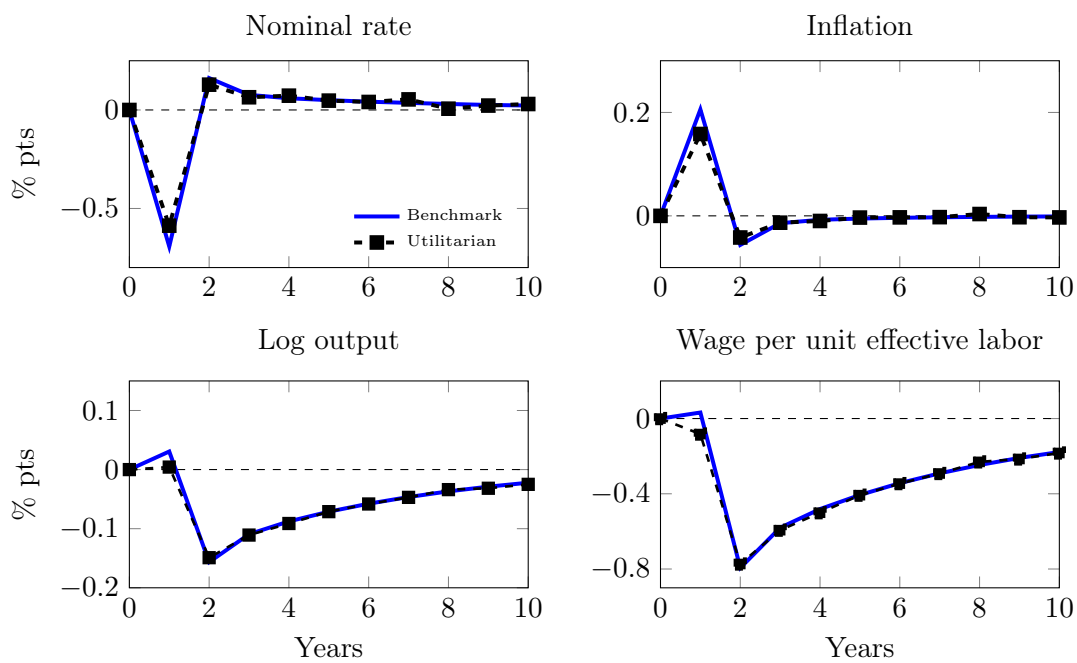 Nominal rate
Inflation
% pts
0
−0.5
0 2 4 6 8 10
Benchmark
Utilitarian
0.2
0
0 2 4 6 8 10
Log output
Wage per unit effective labor
% pts
0.1
0
−0.1
−0.2
0 2 4 6 8 10
Years
0
−0.4
−0.8
0 2 4 6 8 10
Years